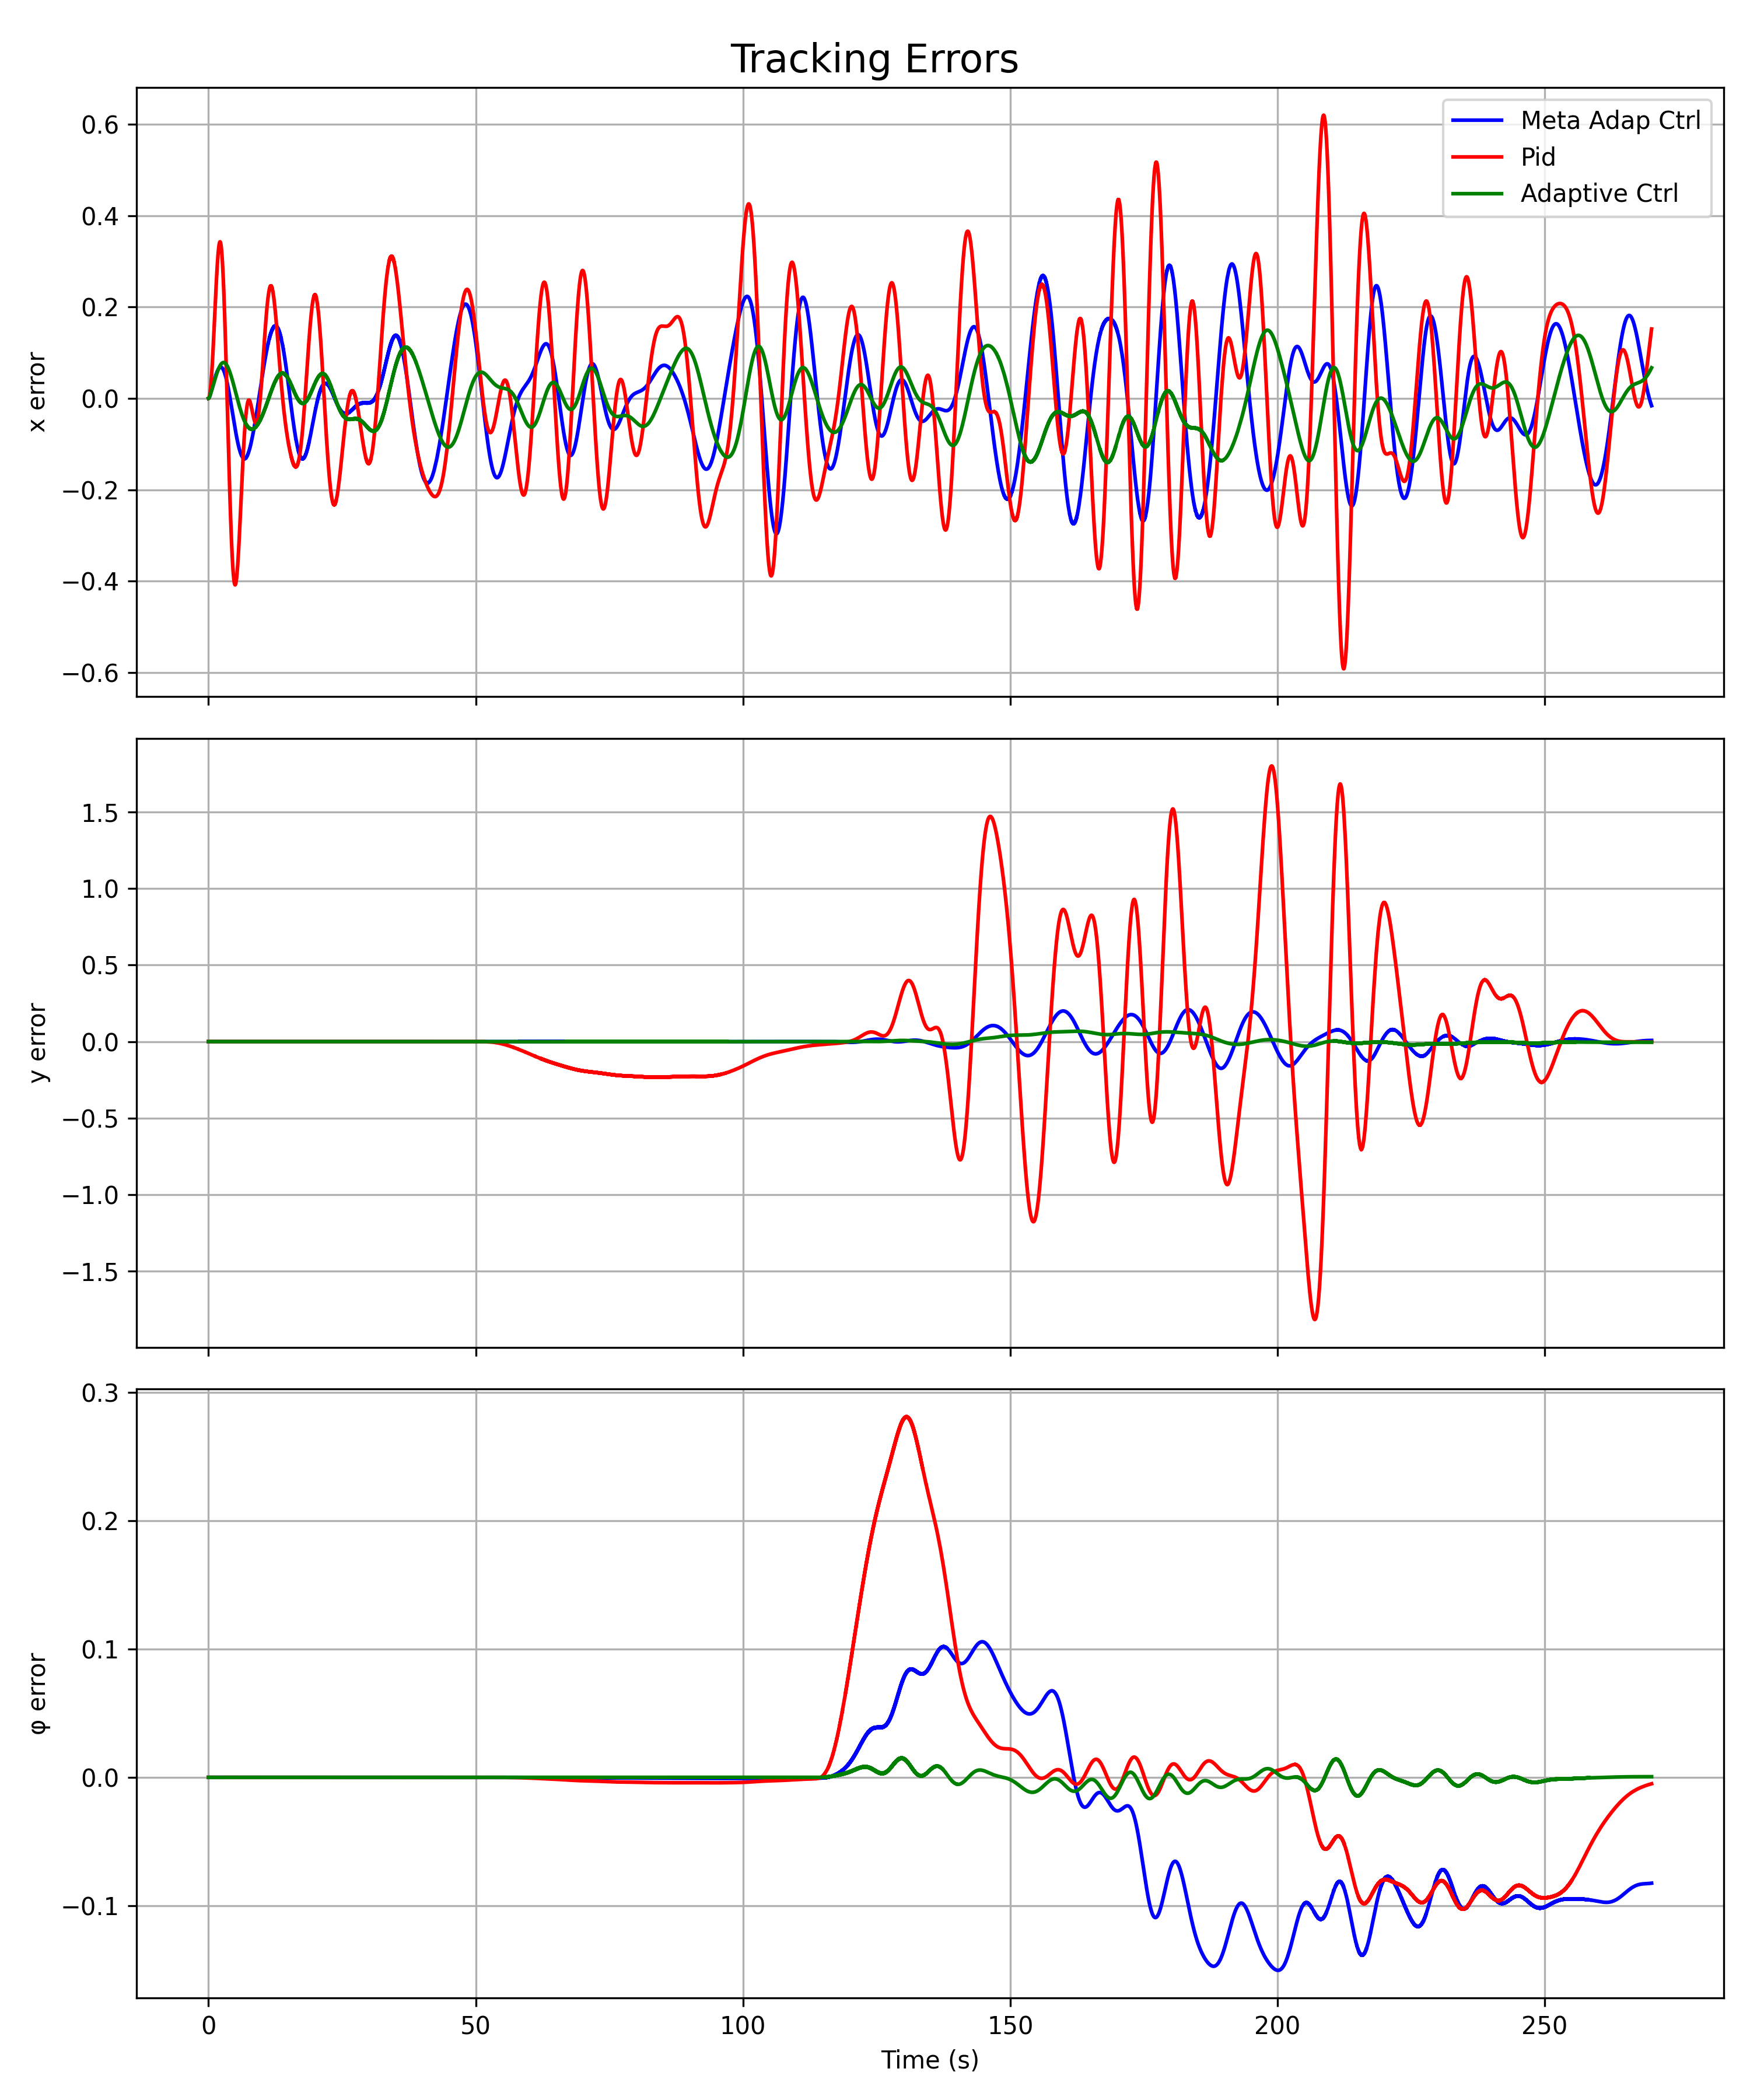 Tracking Errors
Meta Adap Ctrl
Pid
Adaptive Ctrl
x error
0.6
0.4
0.2
0.0
−0.2
−0.4
−0.6
y error
1.5
1.0
0.5
0.0
−0.5
−1.0
−1.5
φ error
0.3
0.2
0.1
0.0
−0.1
0 50 100 150 200 250
Time (s)